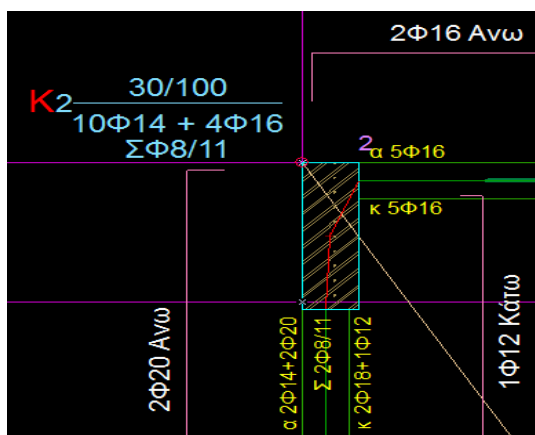 2Φ16 Ανω
30/100
K2
10Φ14 + 4Φ16
ΣΦ8/11
2
α 5Φ16
κ 5Φ16
2Φ20 Ανω
α 2Φ14+2Φ20
Σ 2Φ8/11
κ 2Φ18+1Φ12
1Φ12 Κάτω